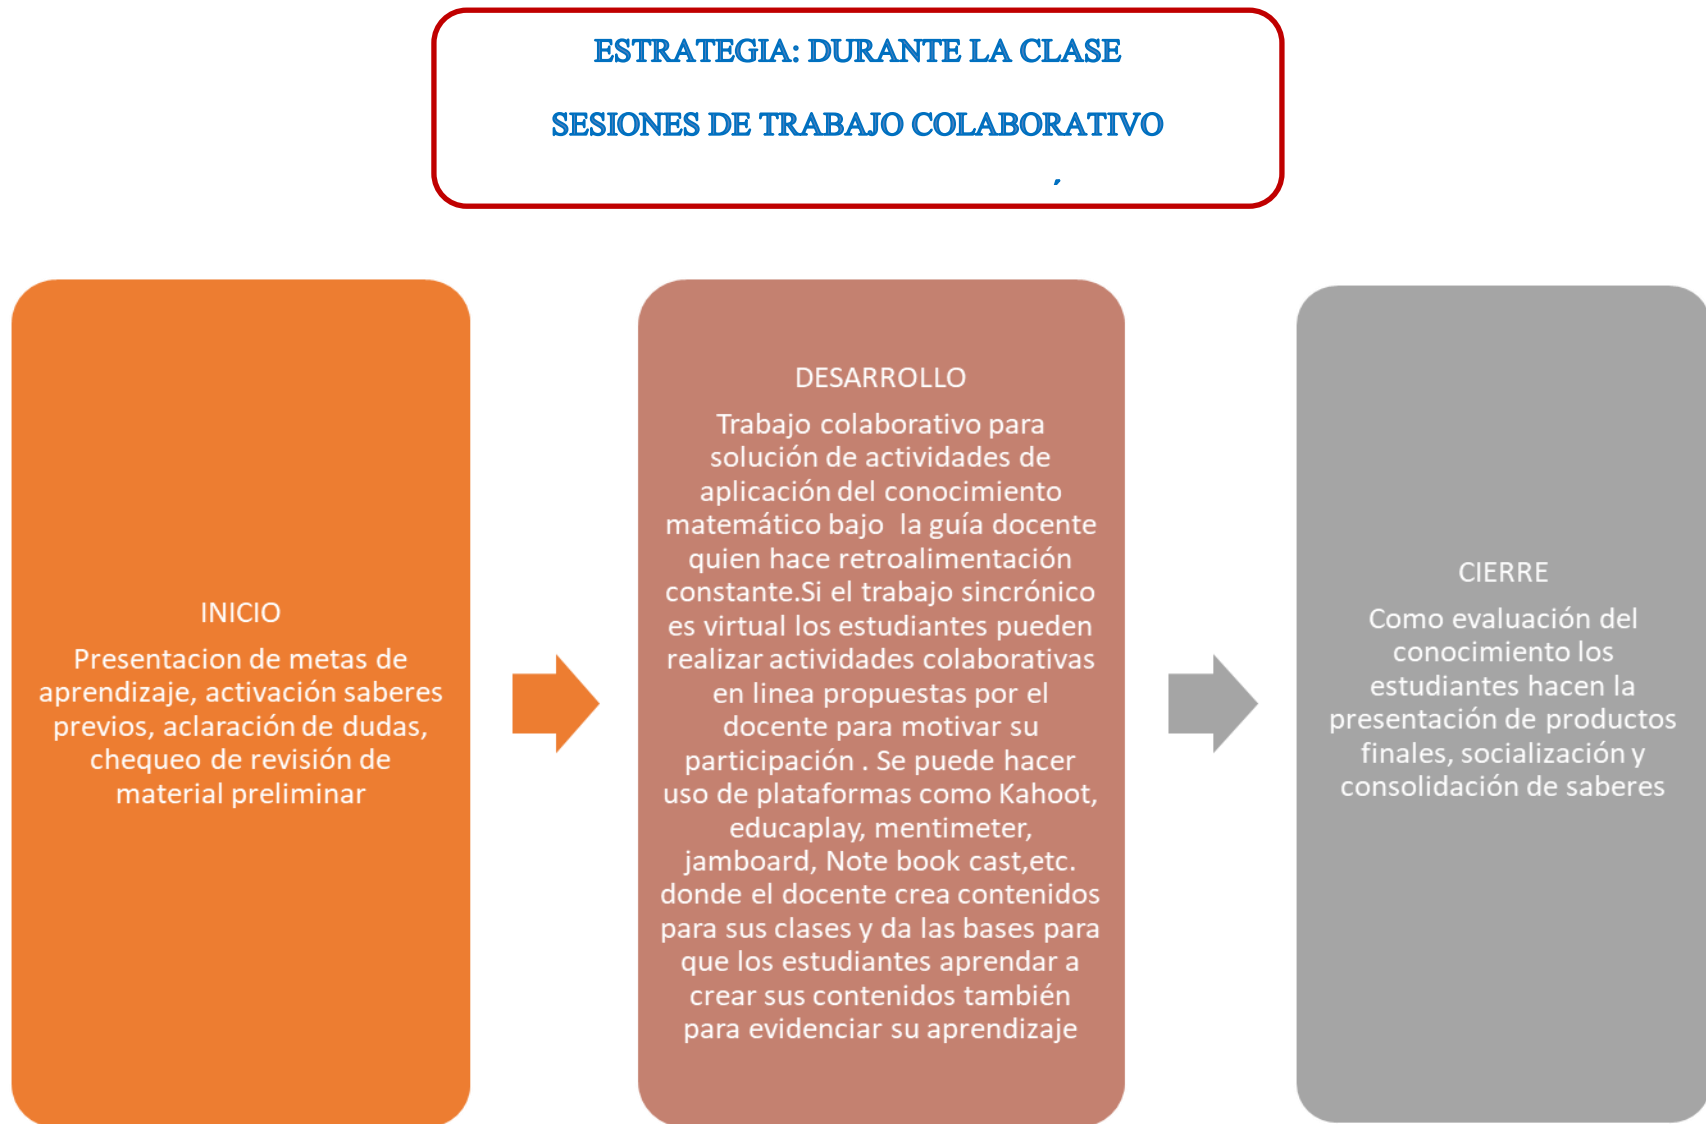 ESTRATEGIA: DURANTE LA CLASE
SESIONES DE TRABAJO COLABORATIVO
INICIO
Presentacion de metas de
aprendizaje, activación saberes
previos, aclaración de dudas,
chequeo de revisión de
material preliminar
DESARROLLO
Trabajo colaborativo para
solución de actividades de
aplicación del conocimiento
matemático bajo  la guía docente
quien hace retroalimentación
constante.Si el trabajo sincrónico
es virtual los estudiantes pueden
realizar actividades colaborativas
en linea propuestas por el
docente para motivar su
participación . Se puede hacer
uso de plataformas como Kahoot,
educaplay, mentimeter,
jamboard, Note book cast,etc.
donde el docente crea contenidos
para sus clases y da las bases para
que los estudiantes aprendar a
crear sus contenidos también
para evidenciar su aprendizaje
CIERRE
Como evaluación del
conocimiento los
estudiantes hacen la
presentación de productos
finales, socialización y
consolidación de saberes